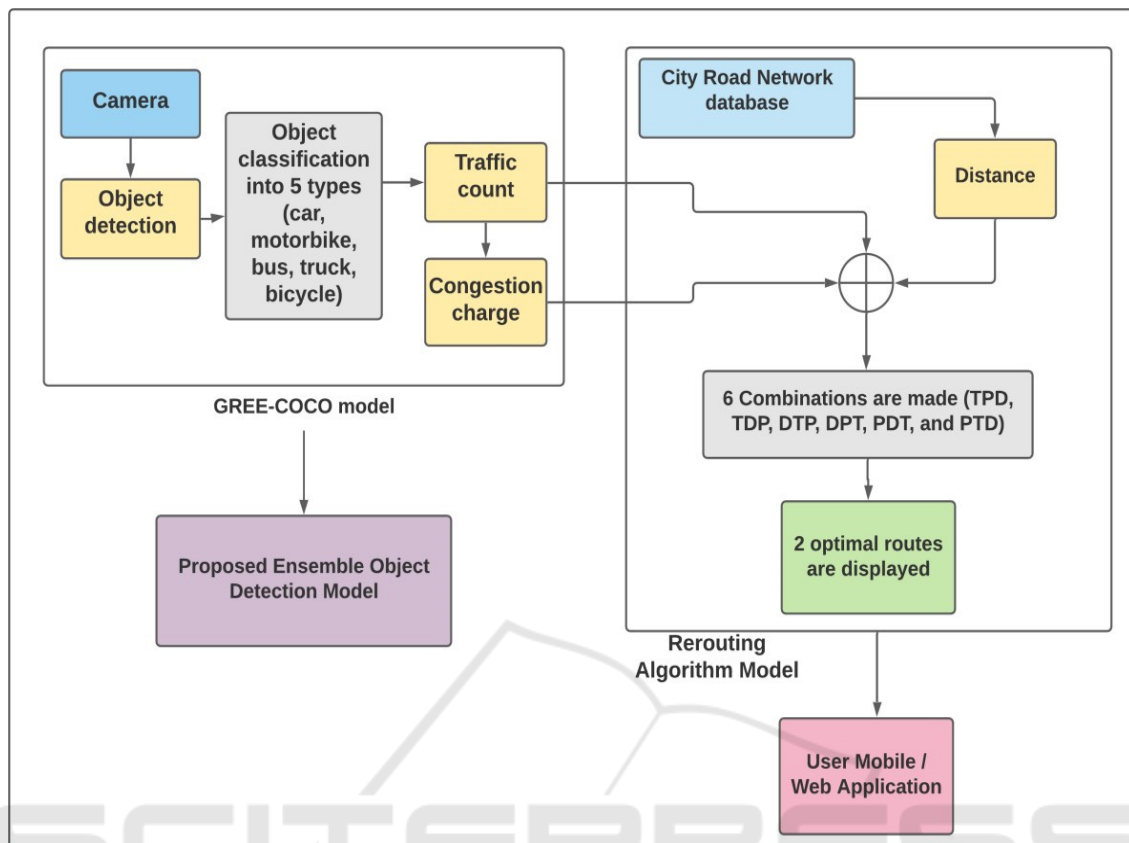 Camera
Object
detection
Object
classification
into 5 types
(car,
motorbike,
bus, truck,
bicycle)
Traffic
count
Congestion
charge
GREE-COCO model
Proposed Ensemble Object
Detection Model
City Road Network
database
Distance
6 Combinations are made (TPD,
TDP, DTP, DPT, PDT, and PTD)
2 optimal routes
are displayed
Rerouting
Algorithm Model
User Mobile /
Web Application
SCITEPRESS